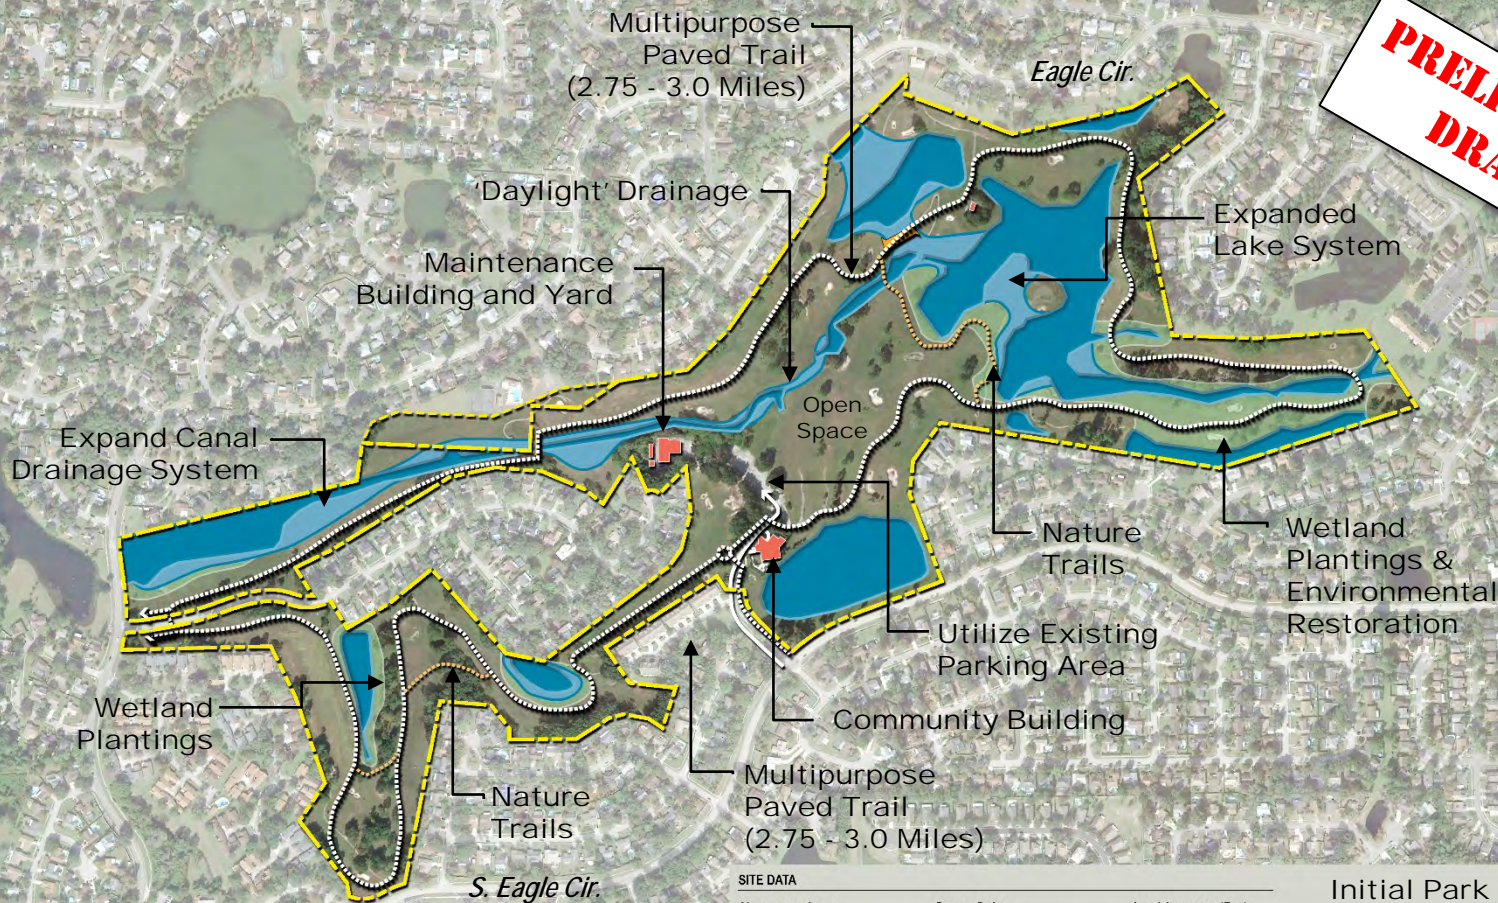 Multipurpose
Paved Trail
(2.75 - 3.0 Miles)
Eagle Cir.
'Daylight' Drainage
Expanded
Lake System
Maintenance
Building and Yard
Open
Space
Expand Canal
Drainage System
Nature
Trails
Wetland
Plantings &
Environmental
Restoration
Utilize Existing
Parking Area
Wetland
Plantings
Community Building
Nature
Trails
Multipurpose
Paved Trail
(2.75 - 3.0 Miles)
S. Eagle Cir.
SITE DATA
Initial Park